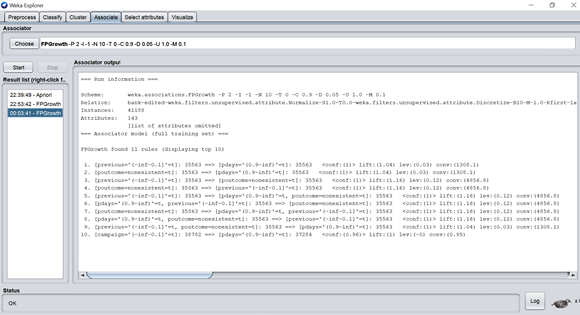 Weka Explorer
Preprocess Classify Cluster Associate Select attributes Visualize
Associator
Choose FPGrowth -P 2 -I -1 -N 10 -T 0 -C 0.9 -D 0.05 -U 1.0 -M 0.1
Start Stop
Result list (right-click f..
22:39:49 - Apriori
22:53:42 - FPGrowth
00:03:41 - FPGrowth
Associator output
=== Run information ===
Scheme: weka.associations.FPGrowth -P 2 -I -1 -N 10 -T 0 -C 0.9 -D 0.05 -U 1.0 -M 0.1
Relation: bank-edited-weka.filters.unsupervised.attribute.Normalize-S1.0-T0.0-weka.filters.unsupervised.attribute.Discretize-B10-M-1.0-Rfirst-la
Instances: 41188
Attributes: 143
[list of attributes omitted]
=== Associator model (full training set) ===
FPGrowth found 11 rules (displaying top 10)
1. [previous='(-inf-0.1]'=t]: 35563 ==> [pdays='(0.9-inf)'=t]: 35563 <conf:(1)> lift:(1.04) lev:(0.03) conv:(1308.1)
2. [poutcome=nonexistent=t]: 35563 ==> [pdays='(0.9-inf)'=t]: 35563 <conf:(1)> lift:(1.04) lev:(0.03) conv:(1308.1)
3. [previous='(-inf-0.1]'=t]: 35563 ==> [poutcome=nonexistent=t]: 35563 <conf:(1)> lift:(1.16) lev:(0.12) conv:(4856.8)
4. [poutcome=nonexistent=t]: 35563 ==> [previous='(-inf-0.1]'=t]: 35563 <conf:(1)> lift:(1.16) lev:(0.12) conv:(4856.8)
5. [previous='(-inf-0.1]'=t]: 35563 ==> [pdays='(0.9-inf)'=t, poutcome=nonexistent=t]: 35563 <conf:(1)> lift:(1.16) lev:(0.12) conv:(4856.8)
6. [pdays='(0.9-inf)'=t, previous='(-inf-0.1]'=t]: 35563 ==> [poutcome=nonexistent=t]: 35563 <conf:(1)> lift:(1.16) lev:(0.12) conv:(4856.8)
7. [poutcome=nonexistent=t]: 35563 ==> [pdays='(0.9-inf)'=t, previous='(-inf-0.1]'=t]: 35563 <conf:(1)> lift:(1.16) lev:(0.12) conv:(4856.8)
8. [pdays='(0.9-inf)'=t, poutcome=nonexistent=t]: 35563 ==> [previous='(-inf-0.1]'=t]: 35563 <conf:(1)> lift:(1.16) lev:(0.12) conv:(4856.8)
9. [previous='(-inf-0.1]'=t, poutcome=nonexistent=t]: 35563 ==> [pdays='(0.9-inf)'=t]: 35563 <conf:(1)> lift:(1.04) lev:(0.03) conv:(1308.1)
10. [campaign='(-inf-0.1]'=t]: 38782 ==> [pdays='(0.9-inf)'=t]: 37284 <conf:(0.96)> lift:(1) lev:(-0) conv:(0.95)
Status
OK
Log
x